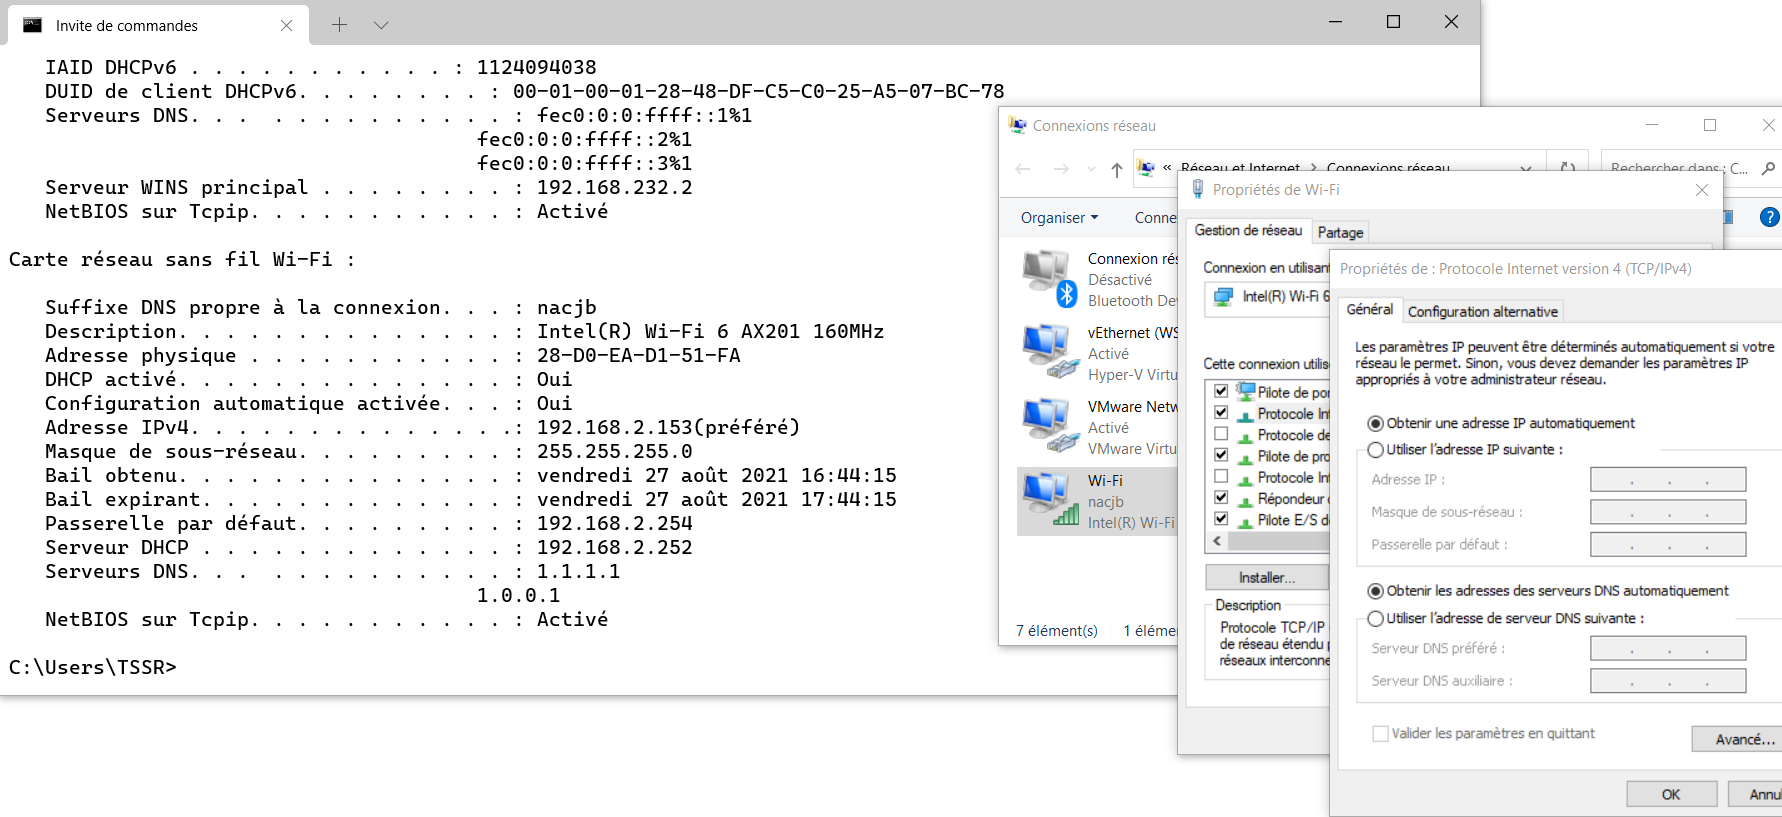 Invite de commandes
IAID DHCPv6 . . . . . . . . . . . : 1124094038
DUID de client DHCPv6. . . . . . . . : 00-01-00-01-28-48-DF-C5-C0-25-A5-07-BC-78
Serveurs DNS. . .  . . . . . . . . . . . : fec0:0:0:ffff::1%1
fec0:0:0:ffff::2%1
fec0:0:0:ffff::3%1
Serveur WINS principal . . . . . . . . . : 192.168.232.2
NetBIOS sur Tcpip. . . . . . . . . . . . : Activé
Carte réseau sans fil Wi-Fi :
Suffixe DNS propre à la connexion. . . : nacjb
Description. . . . . . . . . . . . . . . : Intel(R) Wi-Fi 6 AX201 160MHz
Adresse physique . . . . . . . . . . . . : 28-D0-EA-D1-51-FA
DHCP activé. . . . . . . . . . . . . . . : Oui
Configuration automatique activée. . . : Oui
Adresse IPv4. . . . . . . . . . . . . .: 192.168.2.153(préféré)
Masque de sous-réseau. . . . . . . . . : 255.255.255.0
Bail obtenu. . . . . . . . . . . . . . . : vendredi 27 août 2021 16:44:15
Bail expirant. . . . . . . . . . . . . . : vendredi 27 août 2021 17:44:15
Passerelle par défaut. . . . . . . . . . : 192.168.2.254
Serveur DHCP . . . . . . . . . . . . . . : 192.168.2.252
Serveurs DNS. . .  . . . . . . . . . . . : 1.1.1.1
1.0.0.1
NetBIOS sur Tcpip. . . . . . . . . . . . : Activé
C:\Users\TSSR>
Connexions réseau
« Réseau et Internet > Connexions réseau
Rechercher dans : C...
Organiser
Conne
Connexion rés
Désactivé
Bluetooth Dev
vEthernet (WS
Activé
Hyper-V Virtu
VMware Netw
Activé
VMware Virtu
Wi-Fi
nacjb
Intel(R) Wi-Fi
7 élément(s)
1 élémen
Propriétés de Wi-Fi
Gestion de réseau
Partage
Connexion en utilisant
Intel(R) Wi-Fi 6
Cette connexion utilise
Pilote de por
Protocole Int
Protocole de
Pilote de pro
Protocole Int
Répondeur d
Pilote E/S de
Installer...
Description
Protocole TCP/IP
de réseau étendu p
réseaux interconne
Propriétés de : Protocole Internet version 4 (TCP/IPv4)
Général
Configuration alternative
Les paramètres IP peuvent être déterminés automatiquement si votre
réseau le permet. Sinon, vous devez demander les paramètres IP
appropriés à votre administrateur réseau.
Obtenir une adresse IP automatiquement
Utiliser l'adresse IP suivante :
Adresse IP :
Masque de sous-réseau :
Passerelle par défaut :
Obtenir les adresses des serveurs DNS automatiquement
Utiliser l'adresse de serveur DNS suivante :
Serveur DNS préféré :
Serveur DNS auxiliaire :
Valider les paramètres en quittant
Avancé...
OK
Annul